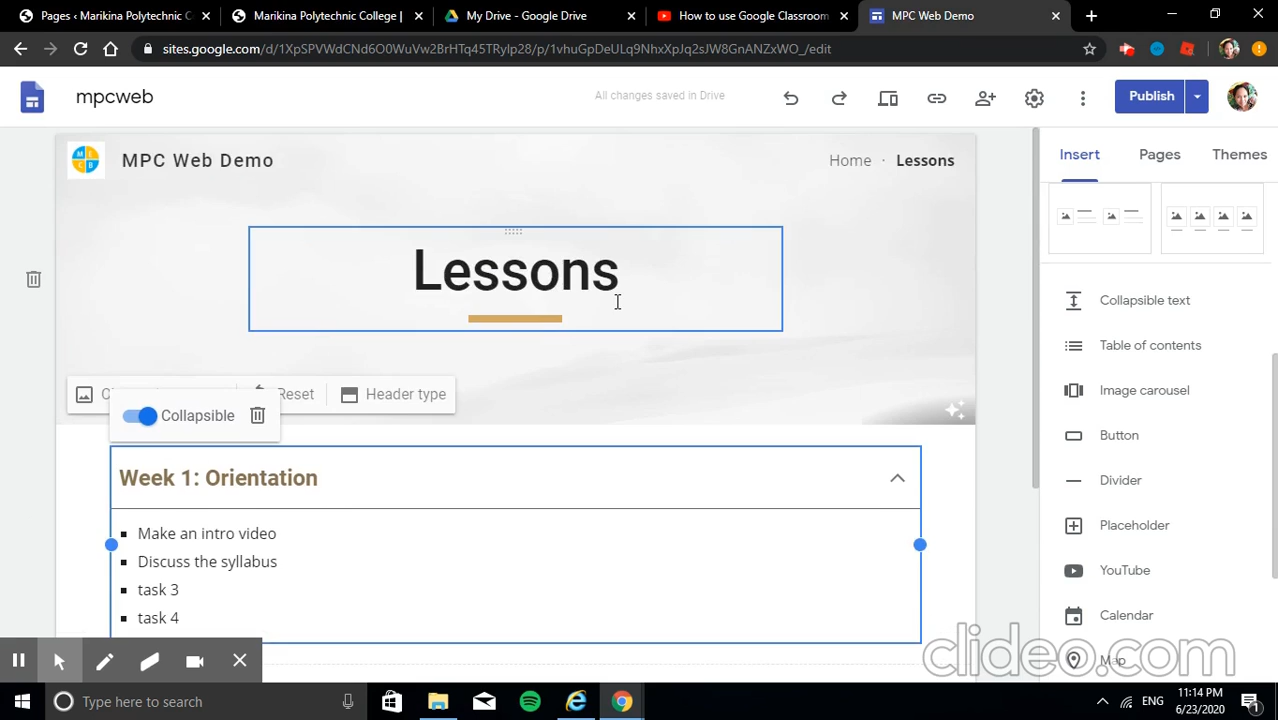 Pages ‹ Marikina Polytechnic C
Marikina Polytechnic College |
My Drive - Google Drive
How to use Google Classroom
MPC Web Demo
sites.google.com/d/1XpSPVWdCNd6O0WuVw2BrHTq45TRylp28/p/1vhuGpDeULq9NhxXpJq2sJW8GnANZxWO_/edit
mpcweb
All changes saved in Drive
Publish
MPC Web Demo
Home · Lessons
Insert
Pages
Themes
Lessons
Reset
Header type
Collapsible
Week 1: Orientation
Make an intro video
Discuss the syllabus
task 3
task 4
Collapsible text
Table of contents
Image carousel
Button
Divider
Placeholder
YouTube
Calendar
Map
clideo.com
Type here to search
ENG
11:14 PM
6/23/2020